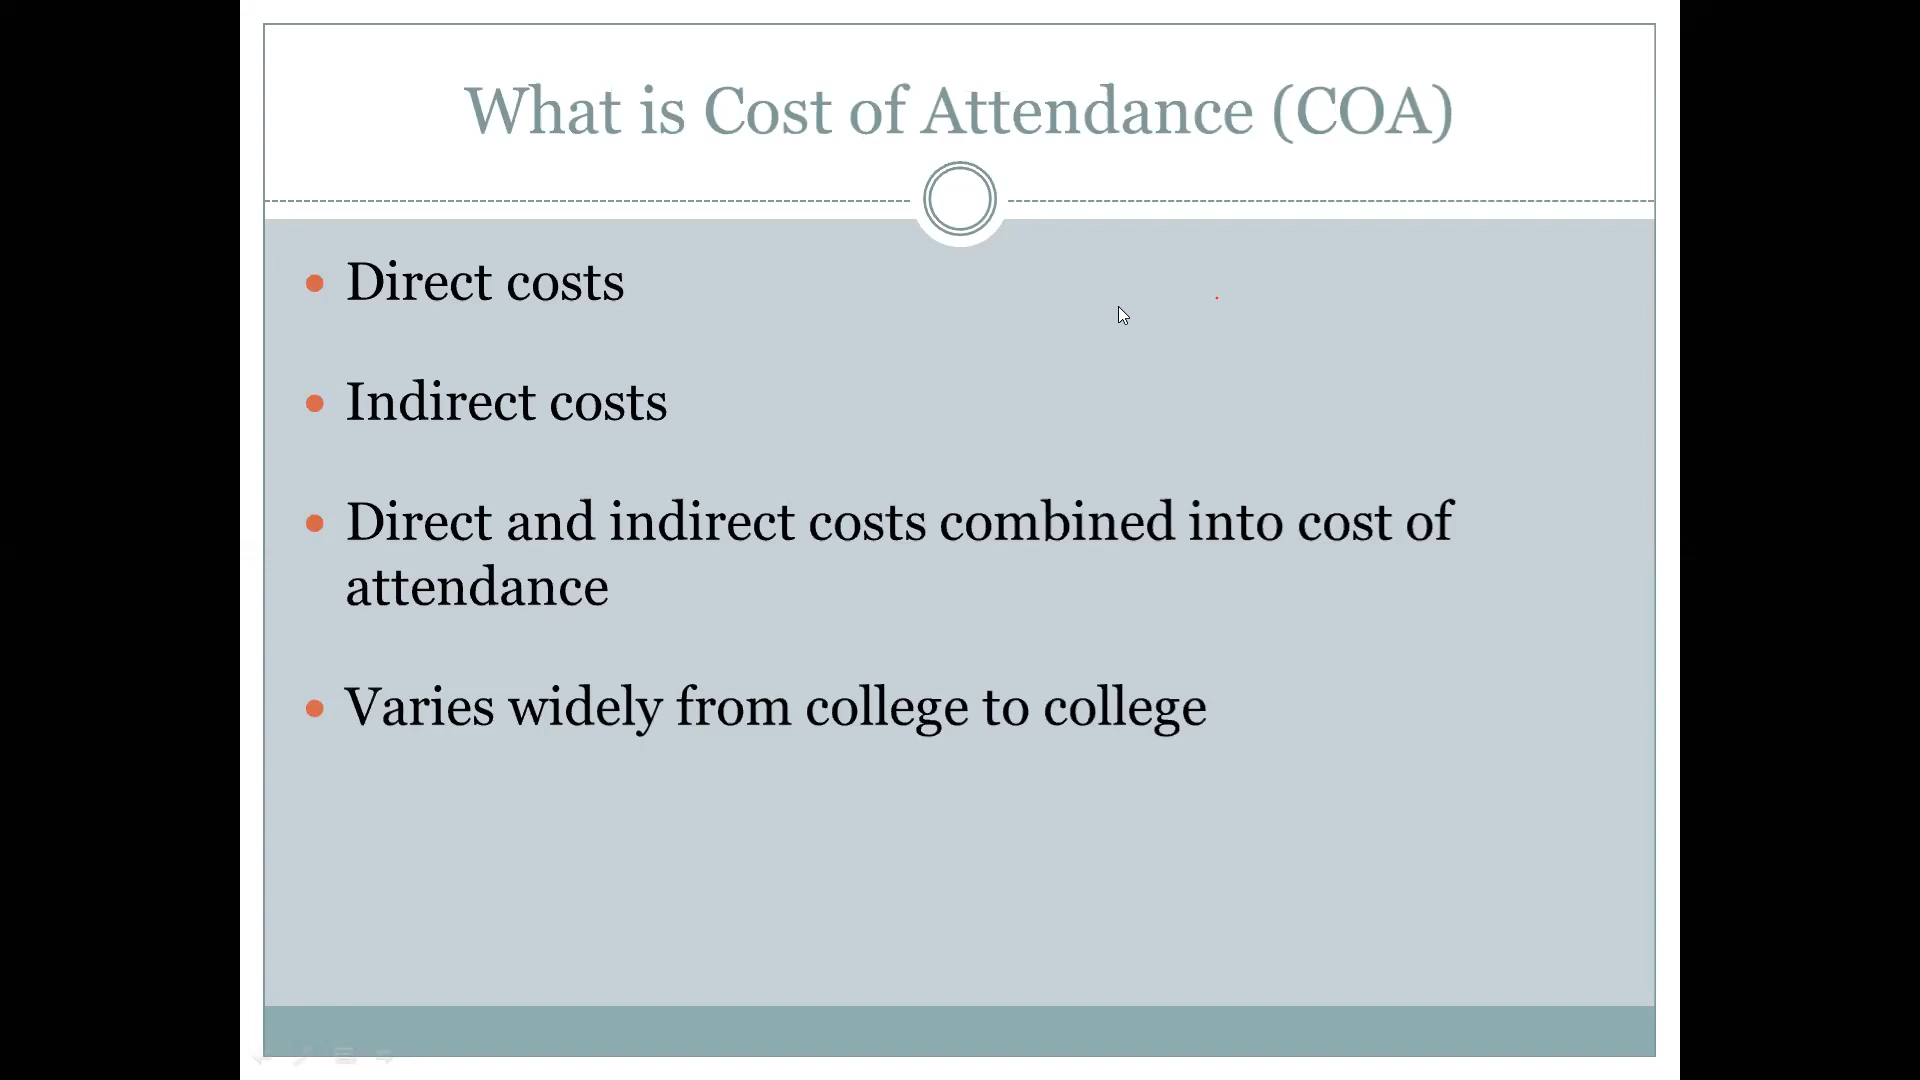 What is Cost of Attendance (COA)
Direct costs
Indirect costs
Direct and indirect costs combined into cost of
attendance
Varies widely from college to college